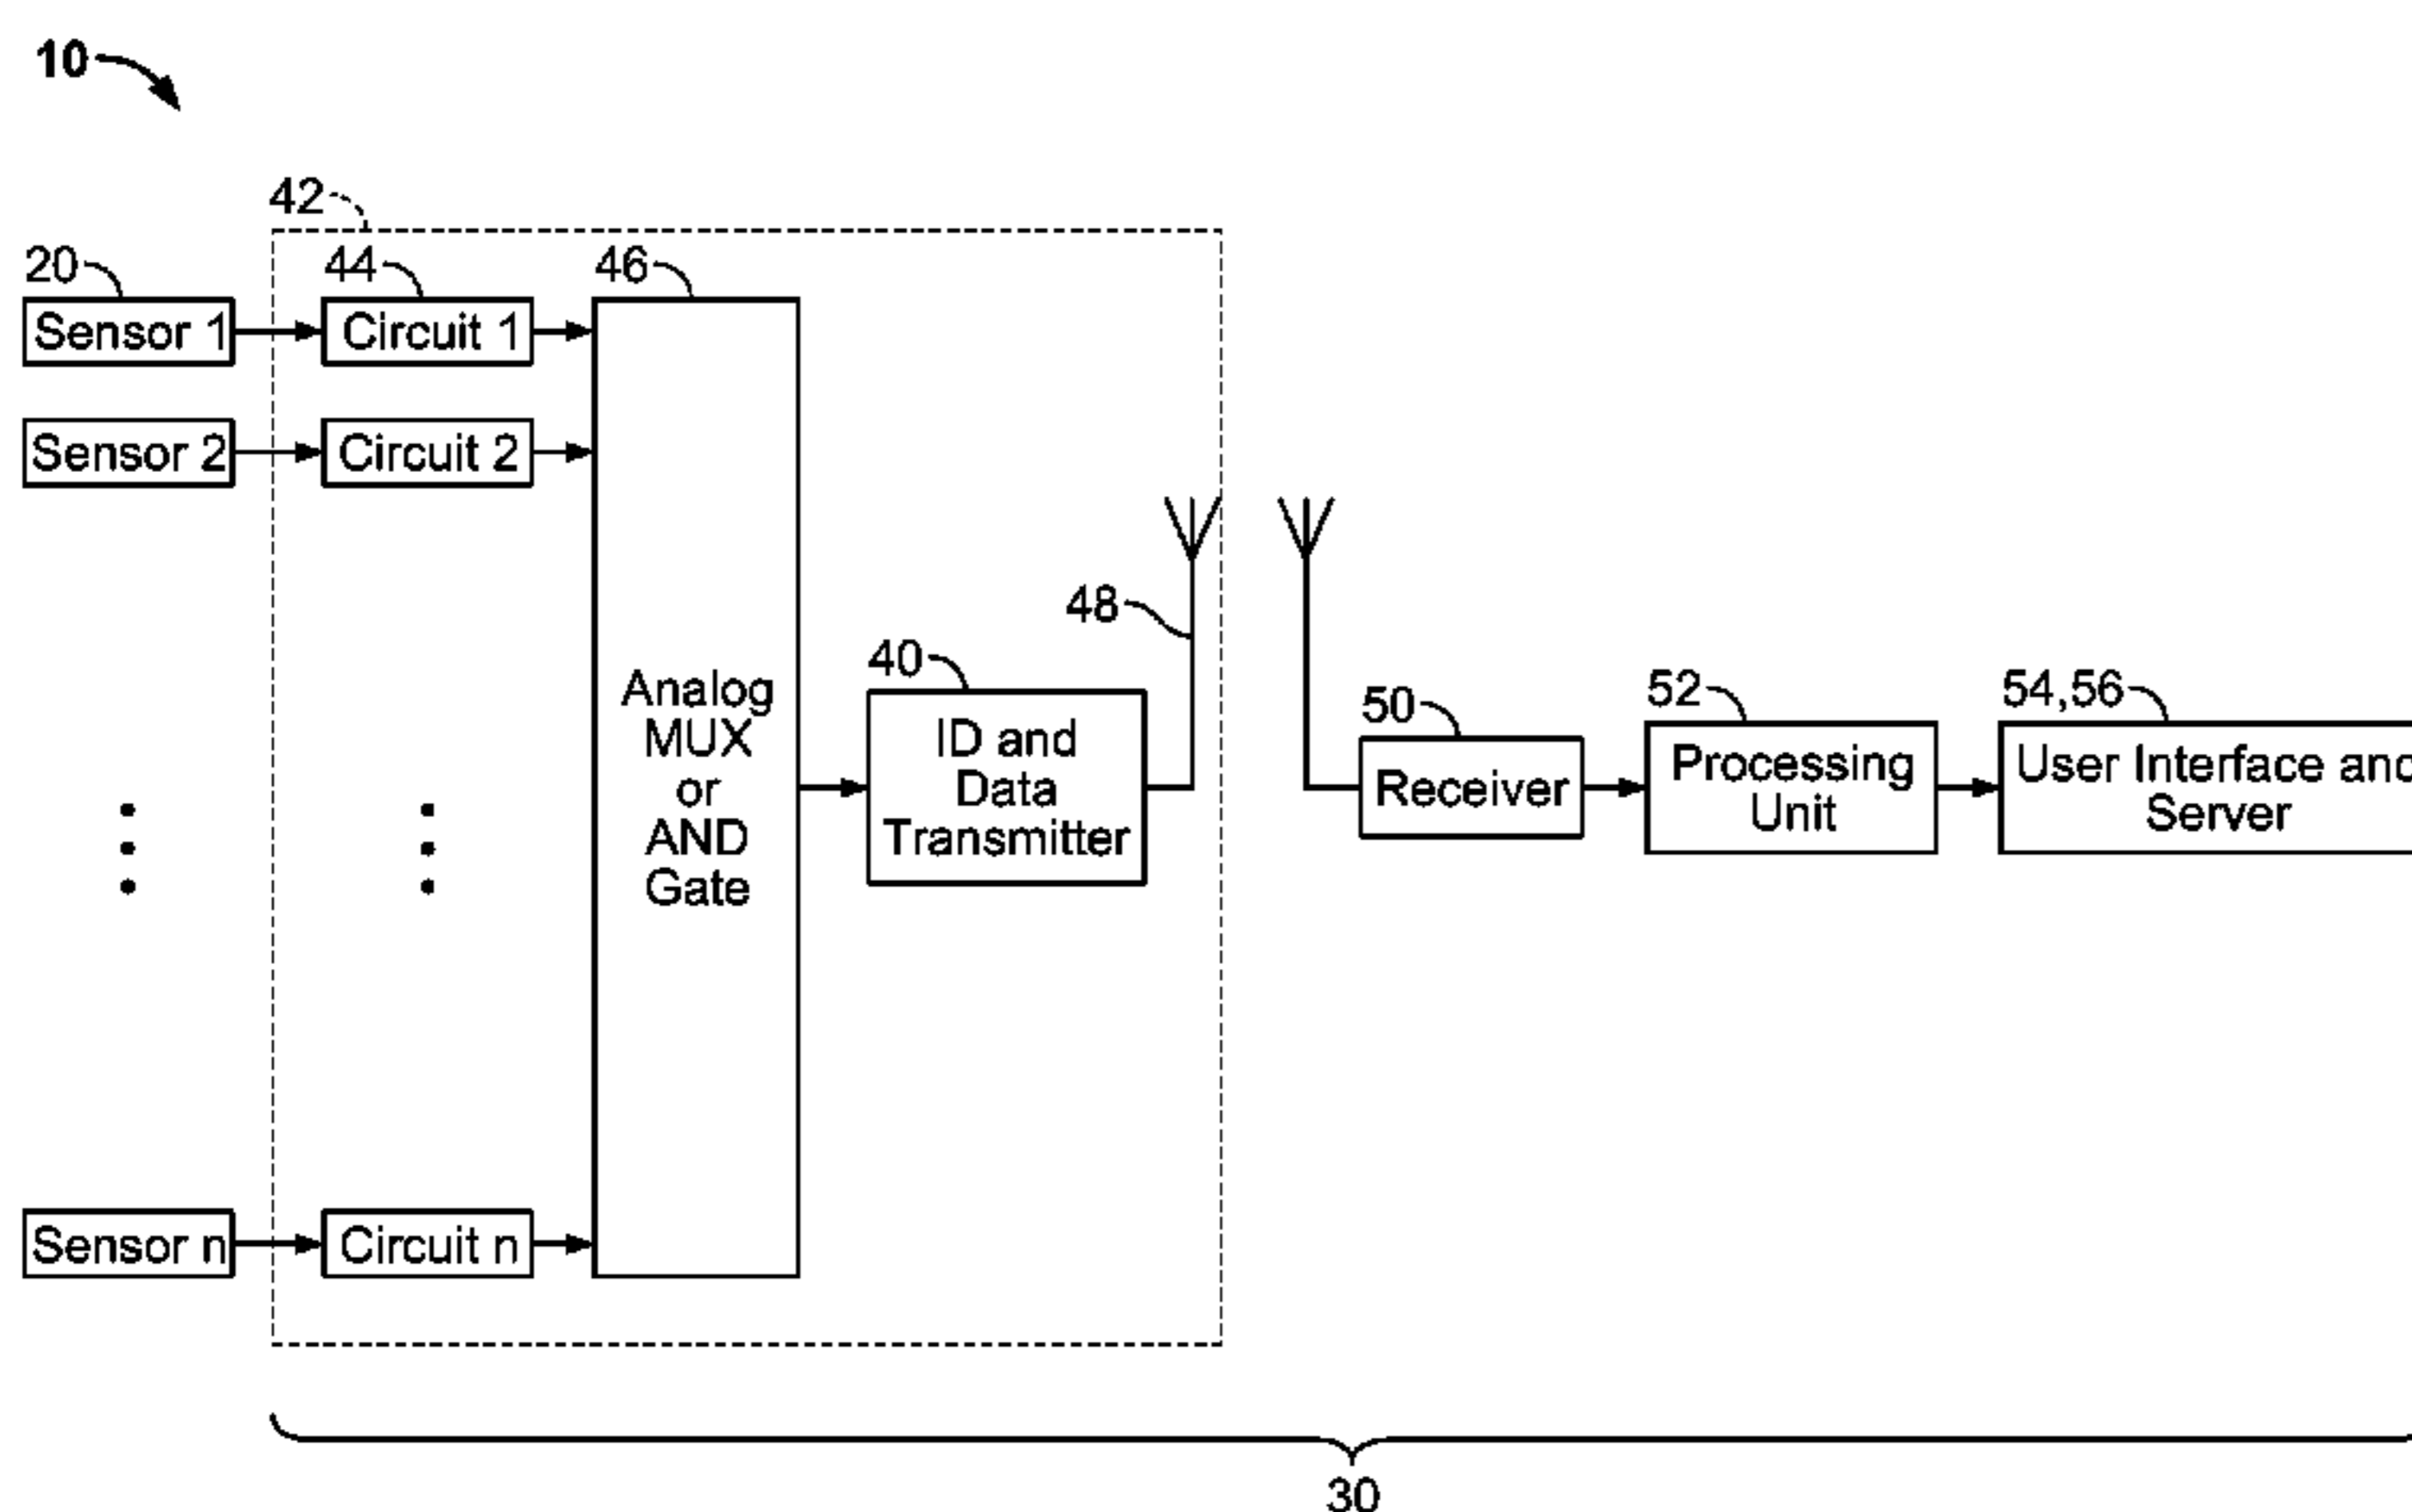 10
42
20
44
46
Sensor 1
Circuit 1
Sensor 2
Circuit 2
48
Analog
MUX
or
AND
Gate
40
ID and
Data
Transmitter
50
Receiver
52
Processing
Unit
54,56
User Interface and
Server
Sensor n
Circuit n
30